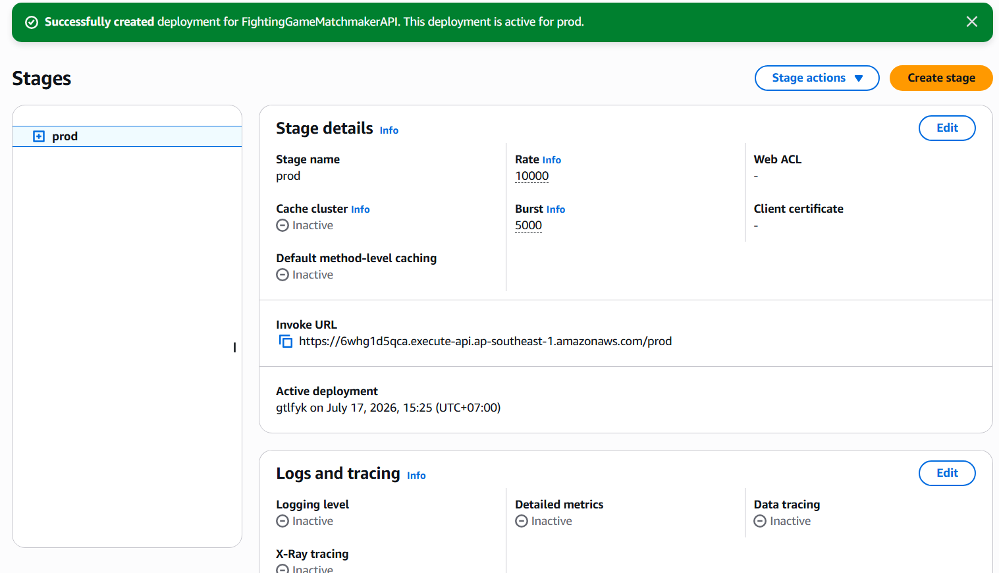 Successfully created deployment for FightingGameMatchmakerAPI. This deployment is active for prod.
Stages
Stage actions
Create stage
prod
Stage details Info
Edit
Stage name
prod
Rate Info
10000
Web ACL
-
Cache cluster Info
Inactive
Burst Info
5000
Client certificate
-
Default method-level caching
Inactive
Invoke URL
https://6whg1d5qca.execute-api.ap-southeast-1.amazonaws.com/prod
Active deployment
gtlfyk on July 17, 2026, 15:25 (UTC+07:00)
Logs and tracing Info
Edit
Logging level
Inactive
Detailed metrics
Inactive
Data tracing
Inactive
X-Ray tracing
Inactive